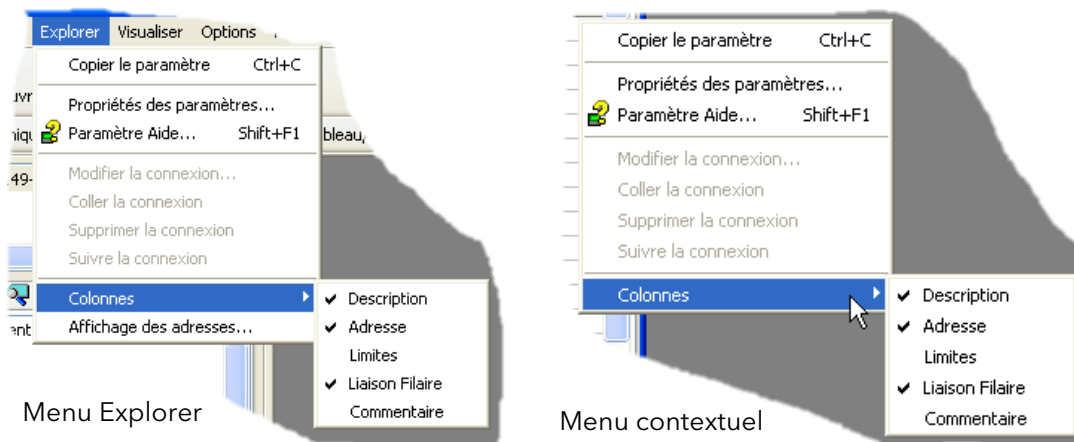 Explorer Visualiser Options
Copier le paramètre Ctrl+C
Propriétés des paramètres...
Paramètre Aide... Shift+F1
bleau,
Modifier la connexion...
49-
Coller la connexion
Supprimer la connexion
Suivre la connexion
Colonnes
Affichage des adresses...
Description
Adresse
Limites
Liaison Filaire
Commentaire
Menu Explorer
Copier le paramètre Ctrl+C
Propriétés des paramètres...
Paramètre Aide... Shift+F1
Modifier la connexion...
Coller la connexion
Supprimer la connexion
Suivre la connexion
Colonnes
Description
Adresse
Limites
Liaison Filaire
Commentaire
Menu contextuel